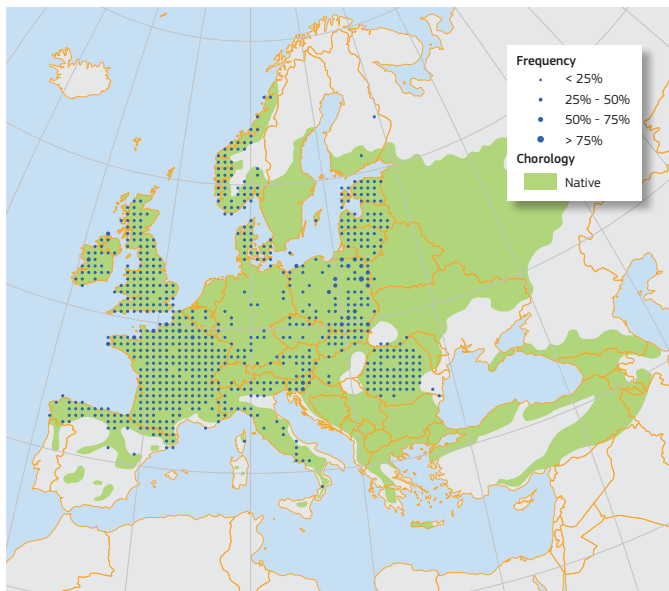 Frequency
< 25%
25% - 50%
50% - 75%
> 75%
Chorology
Native